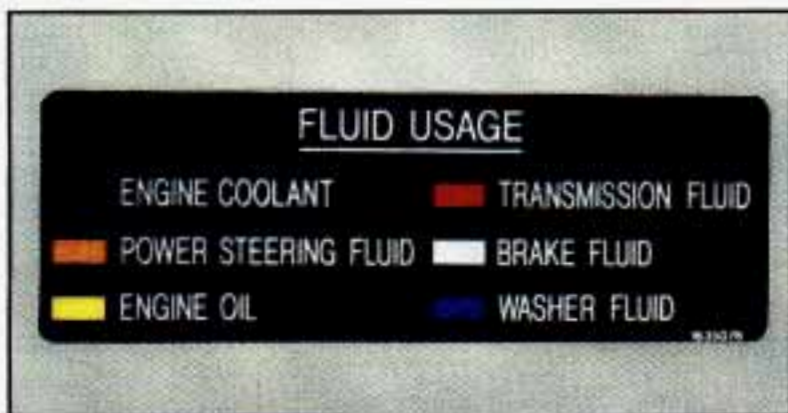 FLUID USAGE
ENGINE COOLANT
TRANSMISSION FLUID
POWER STEERING FLUID
BRAKE FLUID
ENGINE OIL
WASHER FLUID